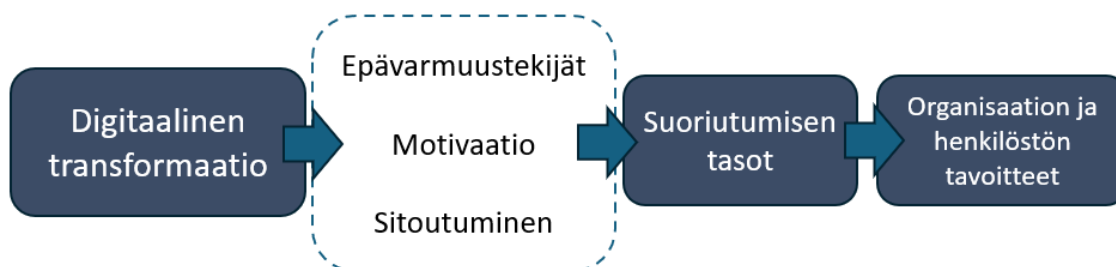 Digitaalinen
transformaatio
Epävarmuustekijät
Motivaatio
Sitoutuminen
Suoriutumisen
tasot
Organisaation ja
henkilöstön
tavoitteet